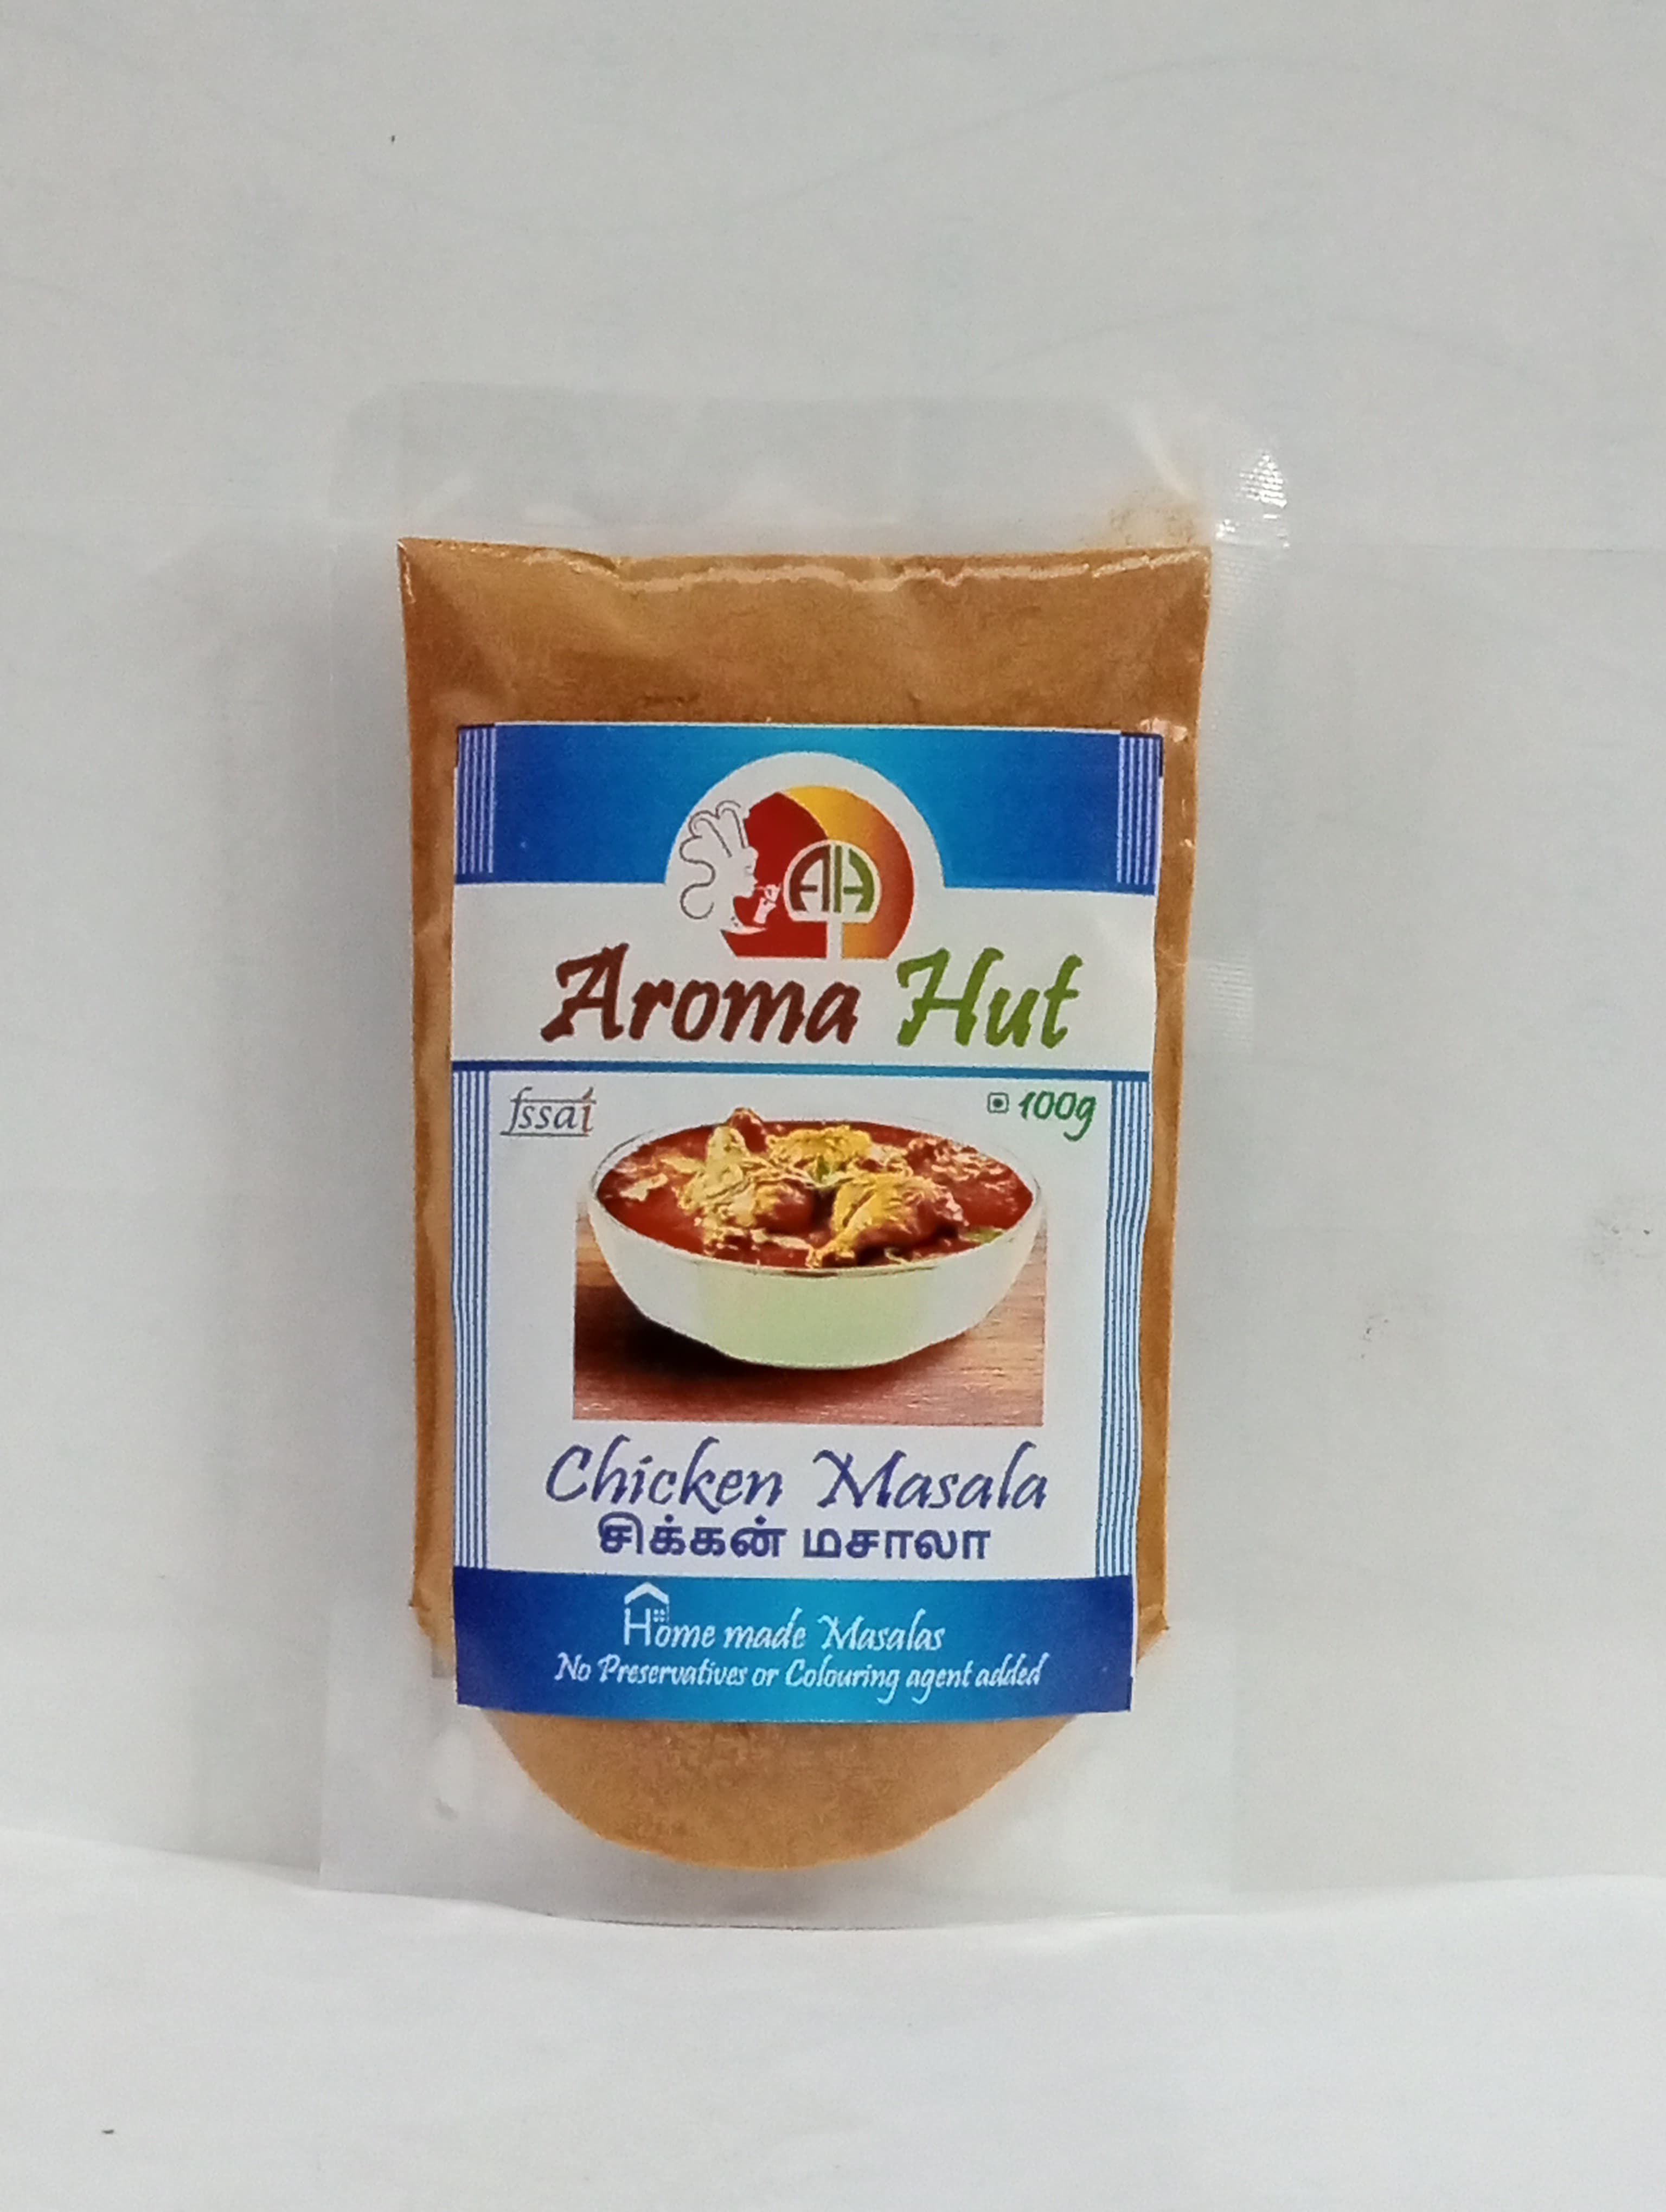 AH
Aroma Hut
fssai
100g
Chicken Masala
சிக்கன் மசாலா
Home made Masalas
No Preservatives or Colouring agent added